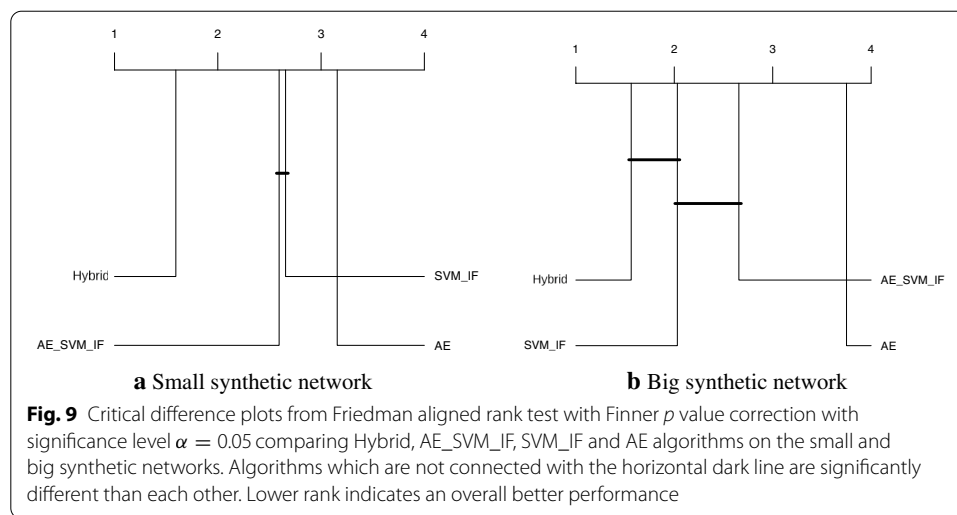 1 2 3 4
Hybrid SVM_IF
AE_SVM_IF AE
a Small synthetic network
1 2 3 4
Hybrid AE_SVM_IF
SVM_IF AE
b Big synthetic network
Fig. 9 Critical difference plots from Friedman aligned rank test with Finner p value correction with
significance level α = 0.05 comparing Hybrid, AE_SVM_IF, SVM_IF and AE algorithms on the small and
big synthetic networks. Algorithms which are not connected with the horizontal dark line are significantly
different than each other. Lower rank indicates an overall better performance